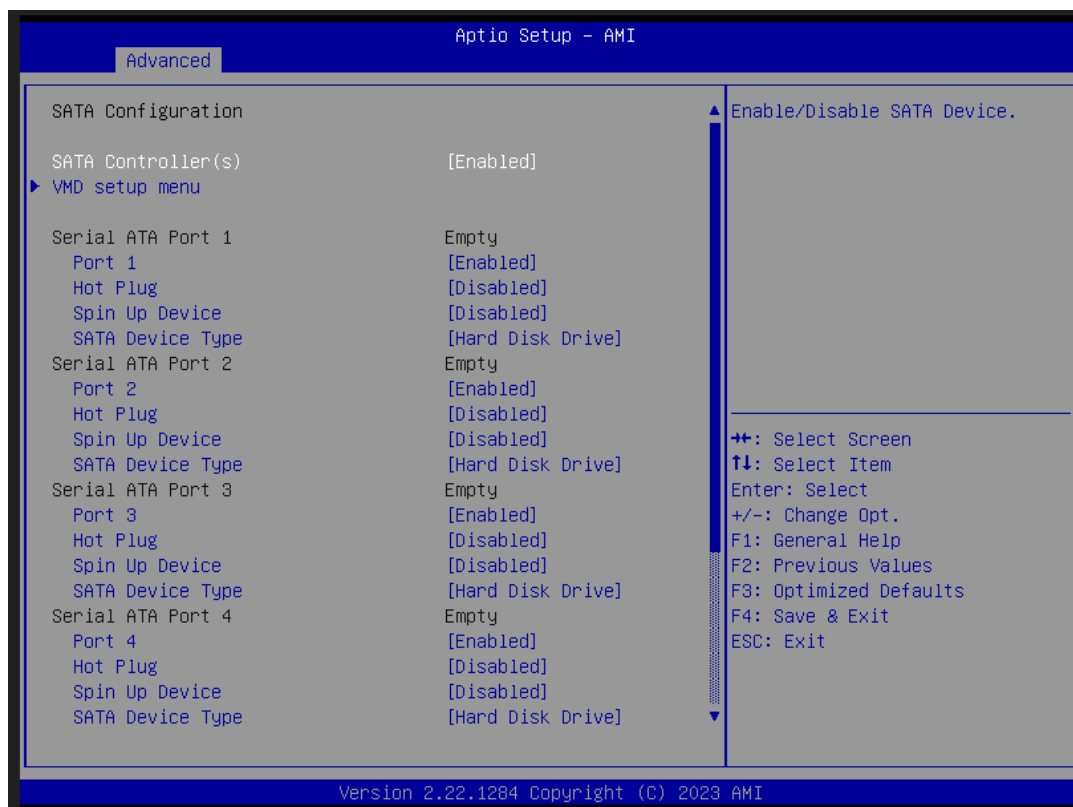 Aptio Setup – AMI
Advanced
SATA Configuration
SATA Controller(s) [Enabled]
VMD setup menu
Serial ATA Port 1 Empty
Port 1 [Enabled]
Hot Plug [Disabled]
Spin Up Device [Disabled]
SATA Device Type [Hard Disk Drive]
Serial ATA Port 2 Empty
Port 2 [Enabled]
Hot Plug [Disabled]
Spin Up Device [Disabled]
SATA Device Type [Hard Disk Drive]
Serial ATA Port 3 Empty
Port 3 [Enabled]
Hot Plug [Disabled]
Spin Up Device [Disabled]
SATA Device Type [Hard Disk Drive]
Serial ATA Port 4 Empty
Port 4 [Enabled]
Hot Plug [Disabled]
Spin Up Device [Disabled]
SATA Device Type [Hard Disk Drive]
Enable/Disable SATA Device.
→←: Select Screen
↑↓: Select Item
Enter: Select
+/-: Change Opt.
F1: General Help
F2: Previous Values
F3: Optimized Defaults
F4: Save & Exit
ESC: Exit
Version 2.22.1284 Copyright (C) 2023 AMI